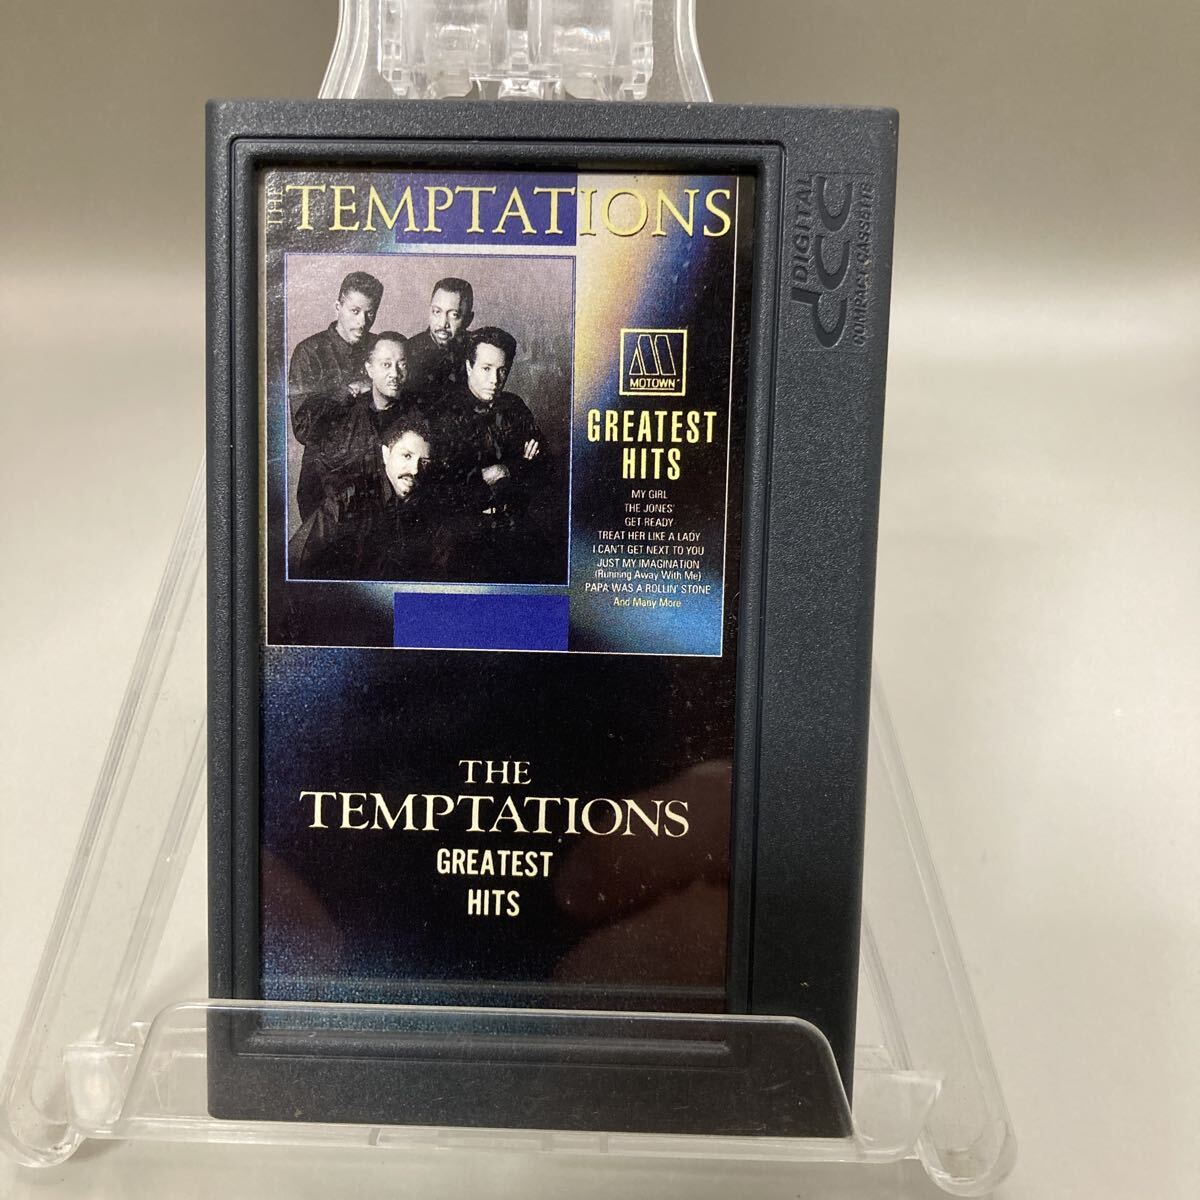 THE TEMPTATIONS
MOTOWN
GREATEST
HITS
MY GIRL
THE JONES'
GET READY
TREAT HER LIKE A LADY
I CAN'T GET NEXT TO YOU
JUST MY IMAGINATION
(Running Away With Me)
PAPA WAS A ROLLIN' STONE
And Many More
THE
TEMPTATIONS
GREATEST
HITS
DIGITAL
dcc
COMPACT CASSETTE